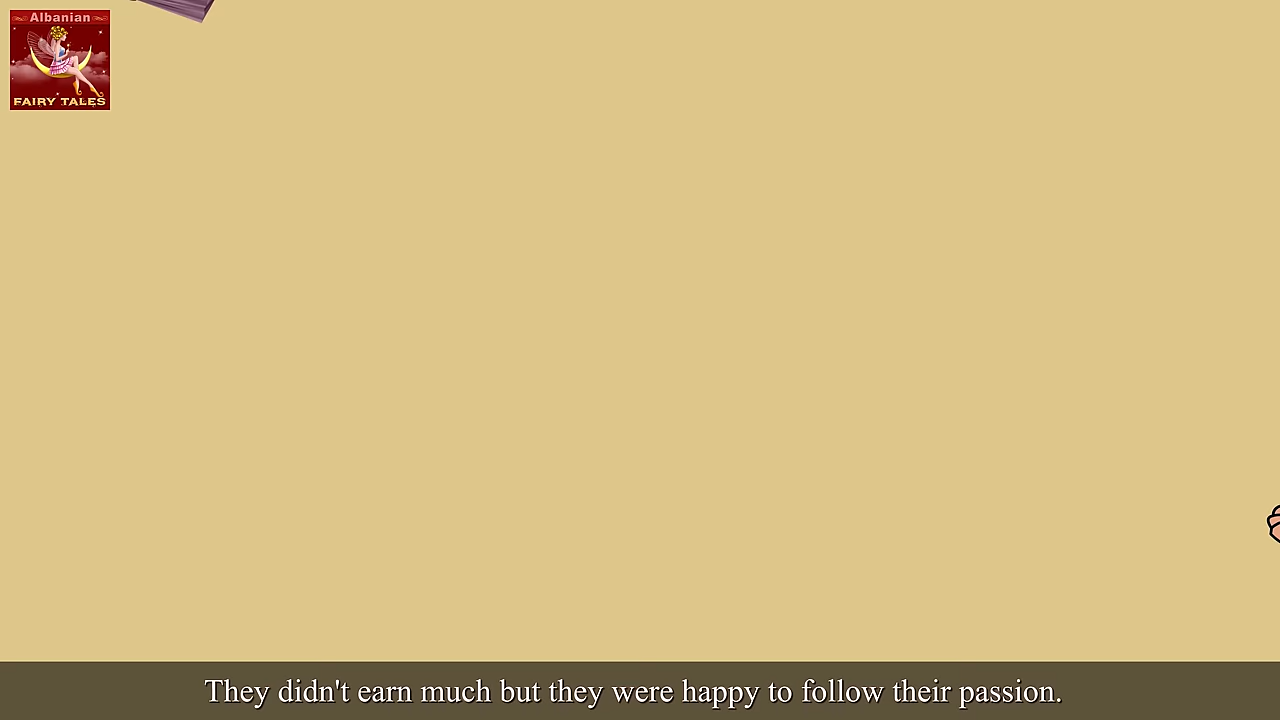 Albanian
FAIRY TALES
They didn't earn much but they were happy to follow their passion.